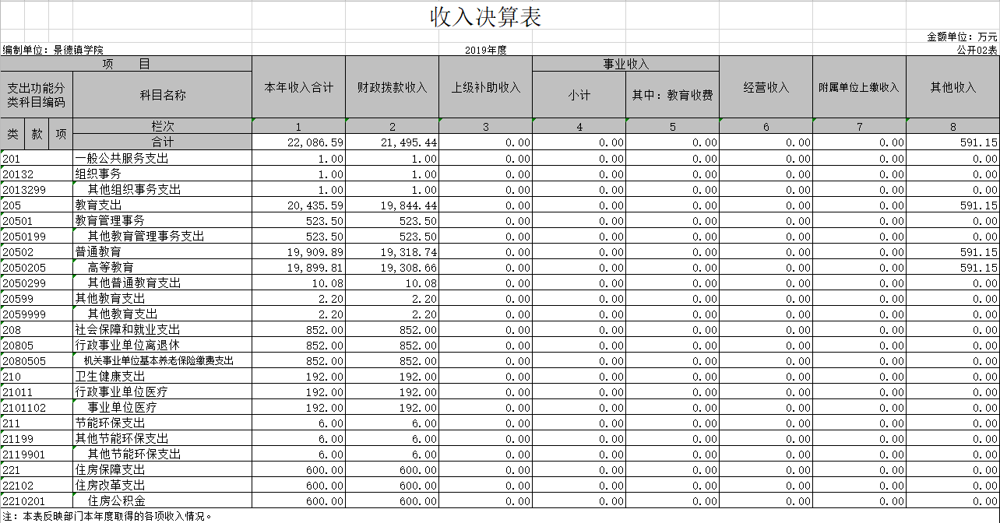 收入决算表
金额单位：万元
编制单位：景德镇学院 2019年度 公开02表
项 目 本年收入合计 财政拨款收入 上级补助收入 事业收入 经营收入 附属单位上缴收入 其他收入
支出功能分类科目编码 科目名称 小计 其中：教育收费
类 款 项 栏次 1 2 3 4 5 6 7 8
合计 22,086.59 21,495.44 0.00 0.00 0.00 0.00 0.00 591.15
201 一般公共服务支出 1.00 1.00 0.00 0.00 0.00 0.00 0.00 0.00
20132 组织事务 1.00 1.00 0.00 0.00 0.00 0.00 0.00 0.00
2013299 其他组织事务支出 1.00 1.00 0.00 0.00 0.00 0.00 0.00 0.00
205 教育支出 20,435.59 19,844.44 0.00 0.00 0.00 0.00 0.00 591.15
20501 教育管理事务 523.50 523.50 0.00 0.00 0.00 0.00 0.00 0.00
2050199 其他教育管理事务支出 523.50 523.50 0.00 0.00 0.00 0.00 0.00 0.00
20502 普通教育 19,909.89 19,318.74 0.00 0.00 0.00 0.00 0.00 591.15
2050205 高等教育 19,899.81 19,308.66 0.00 0.00 0.00 0.00 0.00 591.15
2050299 其他普通教育支出 10.08 10.08 0.00 0.00 0.00 0.00 0.00 0.00
20599 其他教育支出 2.20 2.20 0.00 0.00 0.00 0.00 0.00 0.00
2059999 其他教育支出 2.20 2.20 0.00 0.00 0.00 0.00 0.00 0.00
208 社会保障和就业支出 852.00 852.00 0.00 0.00 0.00 0.00 0.00 0.00
20805 行政事业单位离退休 852.00 852.00 0.00 0.00 0.00 0.00 0.00 0.00
2080505 机关事业单位基本养老保险缴费支出 852.00 852.00 0.00 0.00 0.00 0.00 0.00 0.00
210 卫生健康支出 192.00 192.00 0.00 0.00 0.00 0.00 0.00 0.00
21011 行政事业单位医疗 192.00 192.00 0.00 0.00 0.00 0.00 0.00 0.00
2101102 事业单位医疗 192.00 192.00 0.00 0.00 0.00 0.00 0.00 0.00
211 节能环保支出 6.00 6.00 0.00 0.00 0.00 0.00 0.00 0.00
21199 其他节能环保支出 6.00 6.00 0.00 0.00 0.00 0.00 0.00 0.00
2119901 其他节能环保支出 6.00 6.00 0.00 0.00 0.00 0.00 0.00 0.00
221 住房保障支出 600.00 600.00 0.00 0.00 0.00 0.00 0.00 0.00
22102 住房改革支出 600.00 600.00 0.00 0.00 0.00 0.00 0.00 0.00
2210201 住房公积金 600.00 600.00 0.00 0.00 0.00 0.00 0.00 0.00
注：本表反映部门本年度取得的各项收入情况。